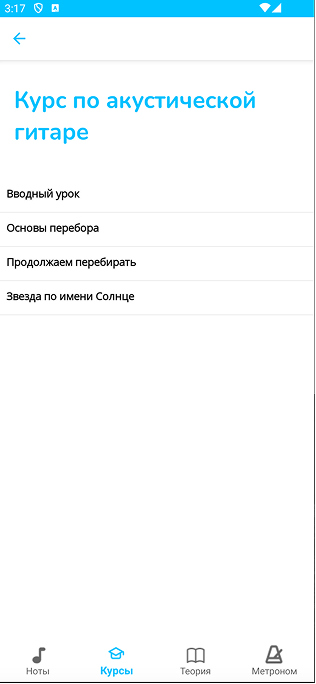 3:17
Курс по акустической
гитаре
Вводный урок
Основы перебора
Продолжаем перебирать
Звезда по имени Солнце
Ноты
Курсы
Теория
Метроном